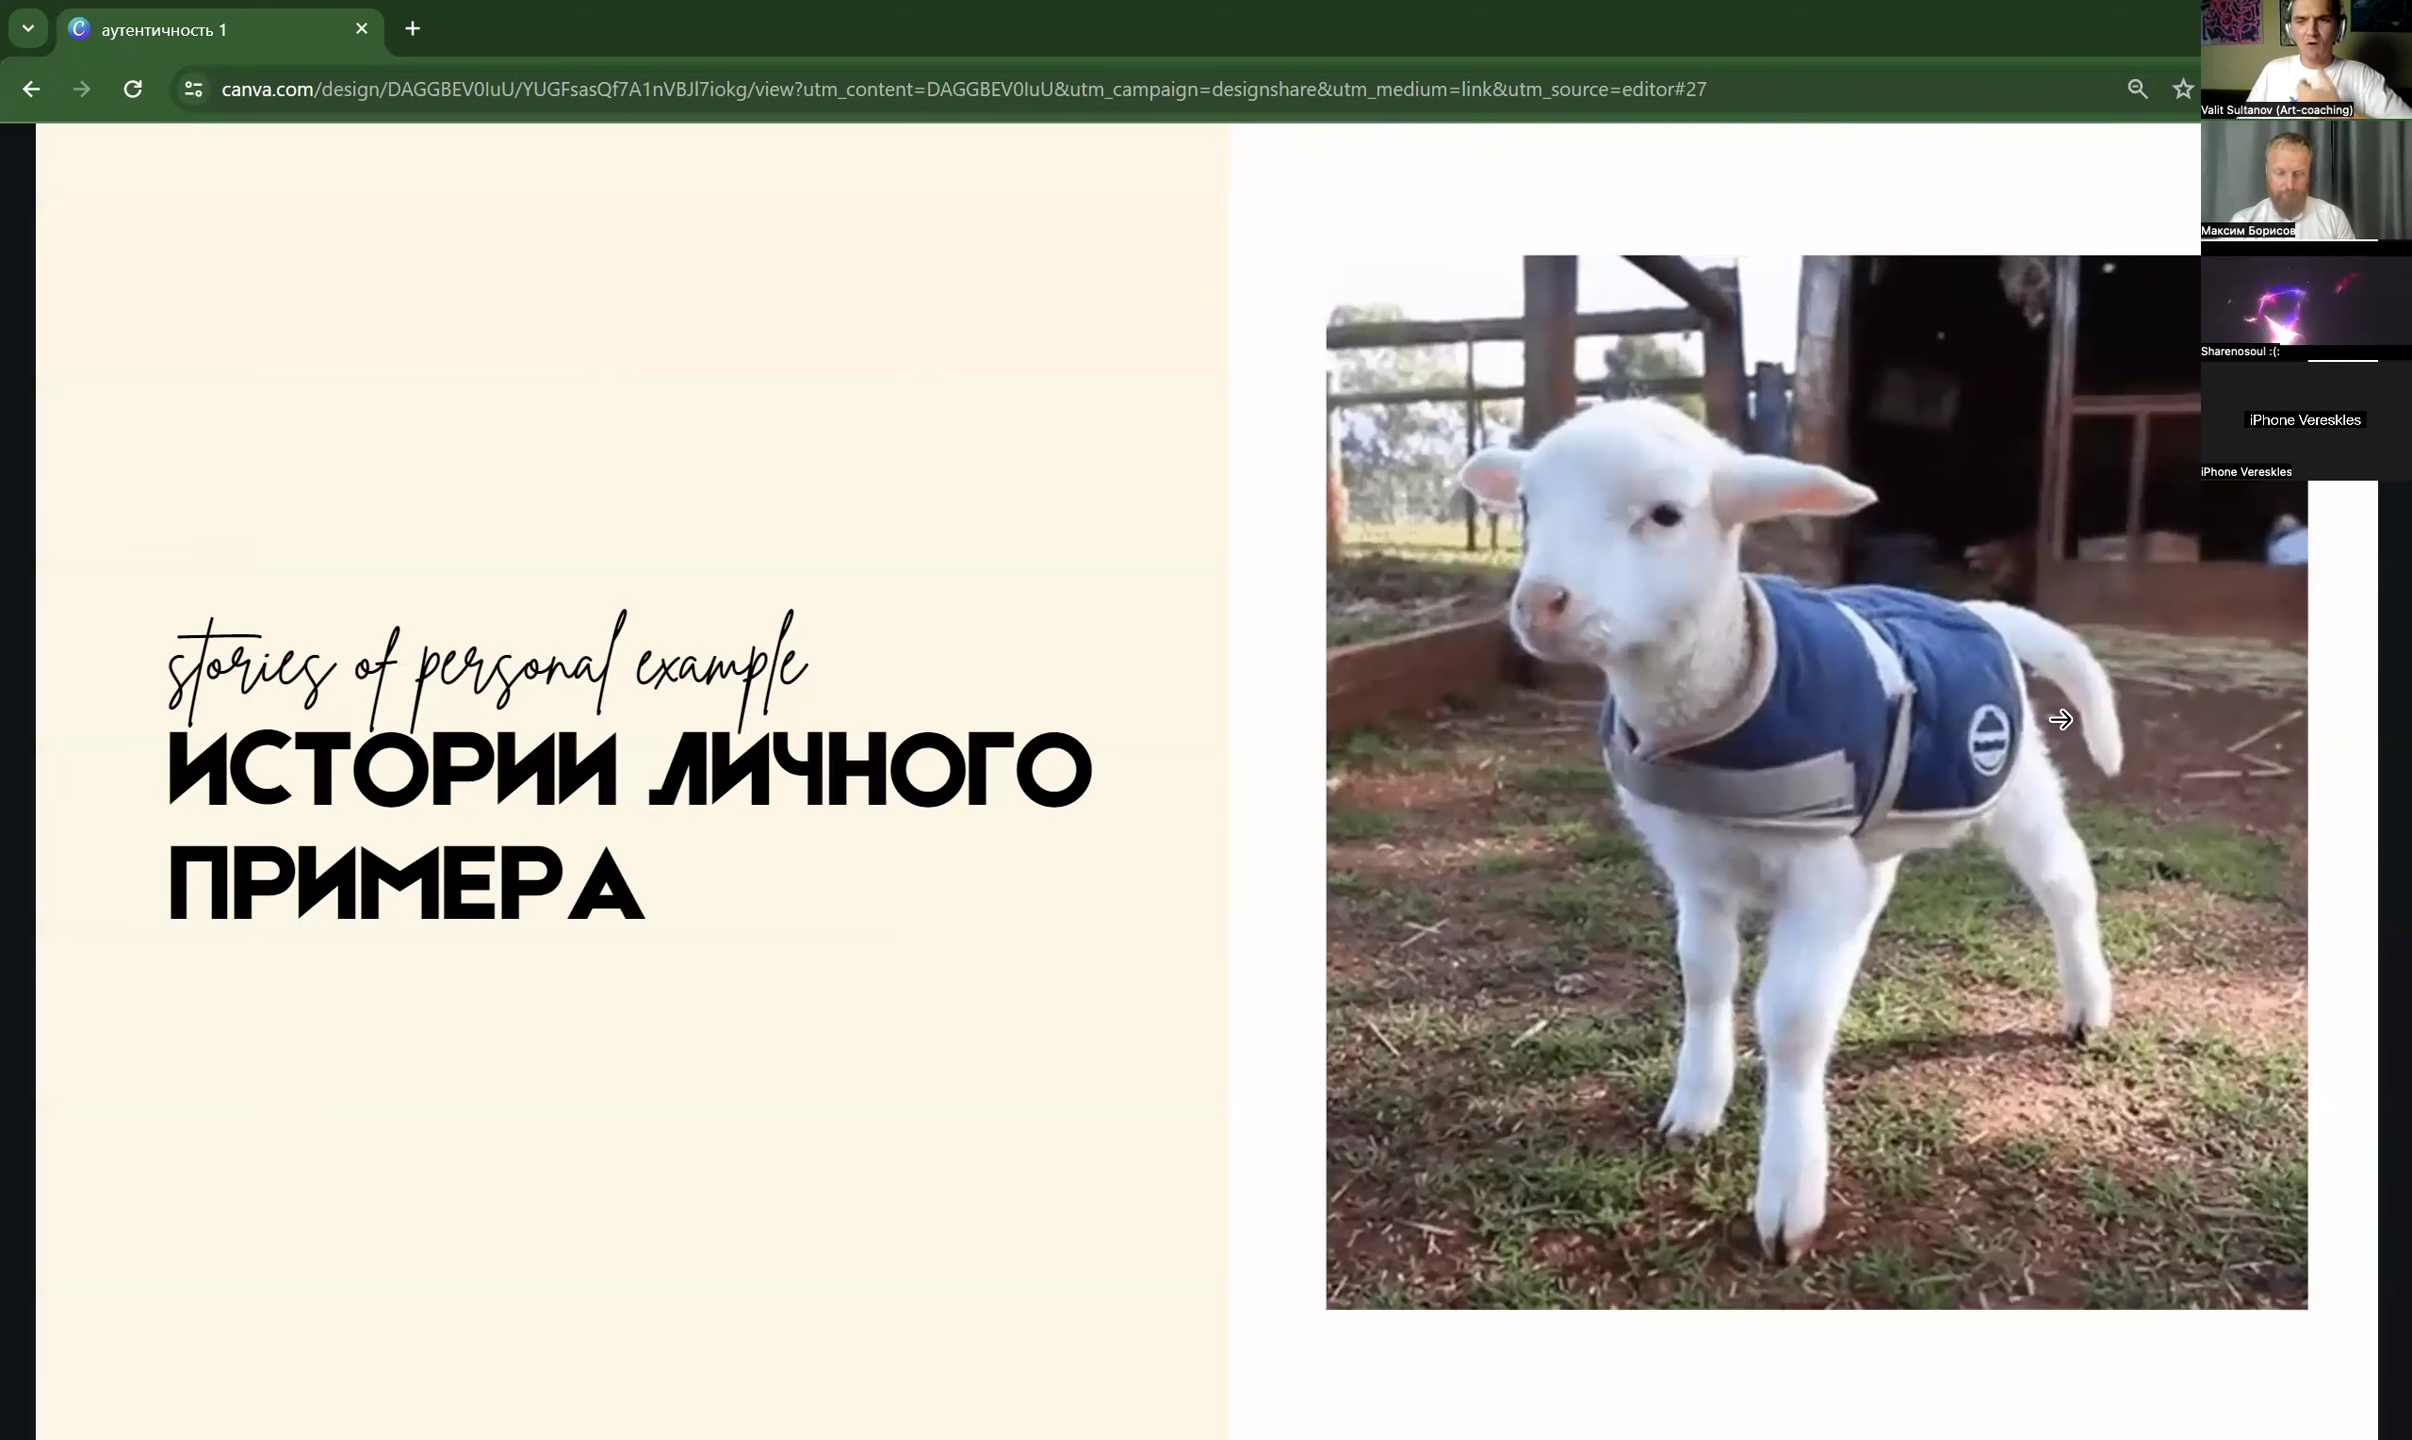 аутентичность 1
canva.com/design/DAGGBEV0IuU/YUGFsasQf7A1nVBJl7iokg/view?utm_content=DAGGBEV0IuU&utm_campaign=designshare&utm_medium=link&utm_source=editor#27
Valit Sultanov (Art-coaching)
Максим Борисов
Sharenosoul :(:
iPhone Vereskles
iPhone Vereskles
stories of personal example
ИСТОРИИ ЛИЧНОГО
ПРИМЕРА